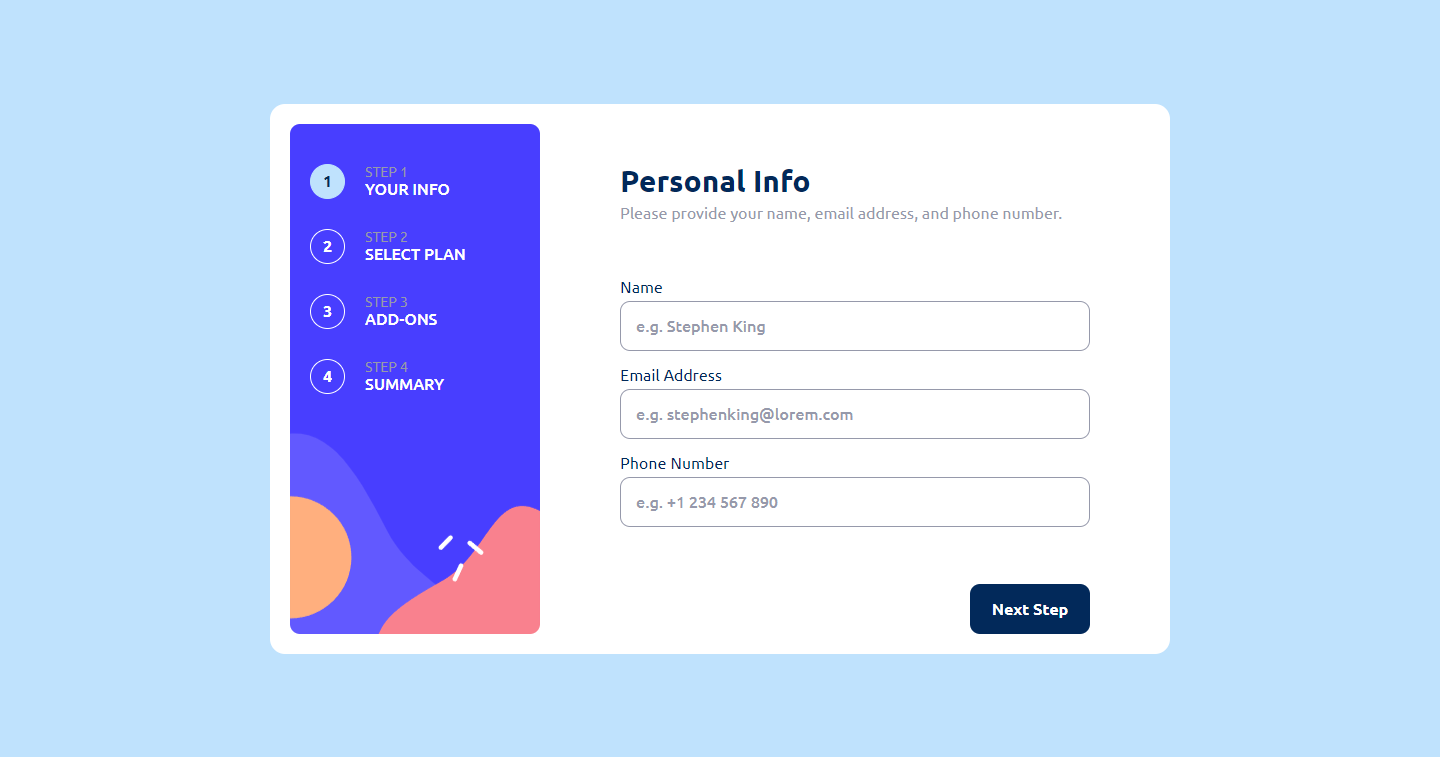 1
STEP 1
YOUR INFO
2
STEP 2
SELECT PLAN
3
STEP 3
ADD-ONS
4
STEP 4
SUMMARY
Personal Info
Please provide your name, email address, and phone number.
Name
e.g. Stephen King
Email Address
e.g. stephenking@lorem.com
Phone Number
e.g. +1 234 567 890
Next Step